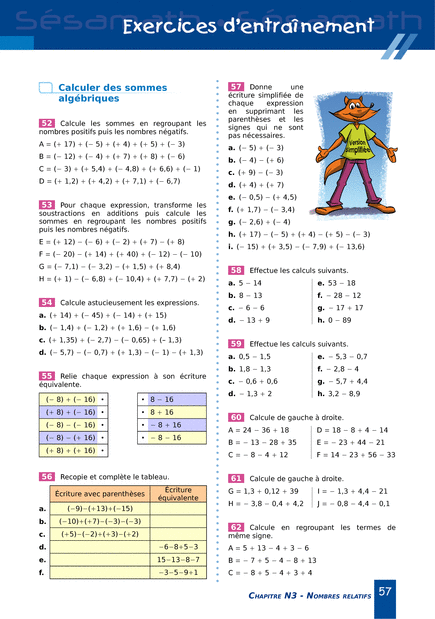 Sésamath
Sésamath
Exercices d'entraînement
Calculer des sommes
algébriques
52 Calcule les sommes en regroupant les
nombres positifs puis les nombres négatifs.
A = (+ 17) + (− 5) + (+ 4) + (+ 5) + (− 3)
B = (− 12) + (− 4) + (+ 7) + (+ 8) + (− 6)
C = (− 3) + (+ 5,4) + (− 4,8) + (+ 6,6) + (− 1)
D = (+ 1,2) + (+ 4,2) + (+ 7,1) + (− 6,7)
53 Pour chaque expression, transforme les
soustractions en additions puis calcule les
sommes en regroupant les nombres positifs
puis les nombres négatifs.
E = (+ 12) − (− 6) + (− 2) + (+ 7) − (+ 8)
F = (− 20) − (+ 14) + (+ 40) + (− 12) − (− 10)
G = (− 7,1) − (− 3,2) − (+ 1,5) + (+ 8,4)
H = (+ 1) − (− 6,8) + (− 10,4) + (+ 7,7) − (+ 2)
54 Calcule astucieusement les expressions.
a. (+ 14) + (− 45) + (− 14) + (+ 15)
b. (− 1,4) + (− 1,2) + (+ 1,6) − (+ 1,6)
c. (+ 1,35) + (− 2,7) − (− 0,65) + (− 1,3)
d. (− 5,7) − (− 0,7) + (+ 1,3) − (− 1) − (+ 1,3)
55 Relie chaque expression à son écriture
équivalente.
(− 8) + (− 16) • • 8 − 16
(+ 8) + (− 16) • • 8 + 16
(− 8) − (− 16) • • − 8 + 16
(− 8) − (+ 16) • • − 8 − 16
(+ 8) + (+ 16) •
56 Recopie et complète le tableau.
Écriture avec parenthèses Écriture
équivalente
a. (−9)−(+13)+(−15)
b. (−10)+(+7)−(−3)−(−3)
c. (+5)−(−2)+(+3)−(+2)
d. −6−8+5−3
e. 15−13−8−7
f. −3−5−9+1
57 Donne une
écriture simplifiée de
chaque expression
en supprimant les
parenthèses et les
signes qui ne sont
pas nécessaires.
Version
simplifiée
a. (− 5) + (− 3)
b. (− 4) − (+ 6)
c. (+ 9) − (− 3)
d. (+ 4) + (+ 7)
e. (− 0,5) − (+ 4,5)
f. (+ 1,7) − (− 3,4)
g. (− 2,6) + (− 4)
h. (+ 17) − (− 5) + (+ 4) − (+ 5) − (− 3)
i. (− 15) + (+ 3,5) − (− 7,9) + (− 13,6)
58 Effectue les calculs suivants.
a. 5 − 14
b. 8 − 13
c. − 6 − 6
d. − 13 + 9
e. 53 − 18
f. − 28 − 12
g. − 17 + 17
h. 0 − 89
59 Effectue les calculs suivants.
a. 0,5 − 1,5
b. 1,8 − 1,3
c. − 0,6 + 0,6
d. − 1,3 + 2
e. − 5,3 − 0,7
f. − 2,8 − 4
g. − 5,7 + 4,4
h. 3,2 − 8,9
60 Calcule de gauche à droite.
A = 24 − 36 + 18
B = − 13 − 28 + 35
C = − 8 − 4 + 12
D = 18 − 8 + 4 − 14
E = − 23 + 44 − 21
F = 14 − 23 + 56 − 33
61 Calcule de gauche à droite.
G = 1,3 + 0,12 + 39
H = − 3,8 − 0,4 + 4,2
I = − 1,3 + 4,4 − 21
J = − 0,8 − 4,4 − 0,1
62 Calcule en regroupant les termes de
même signe.
A = 5 + 13 − 4 + 3 − 6
B = − 7 + 5 − 4 − 8 + 13
C = − 8 + 5 − 4 + 3 + 4
CHAPITRE N3 - NOMBRES RELATIFS 57